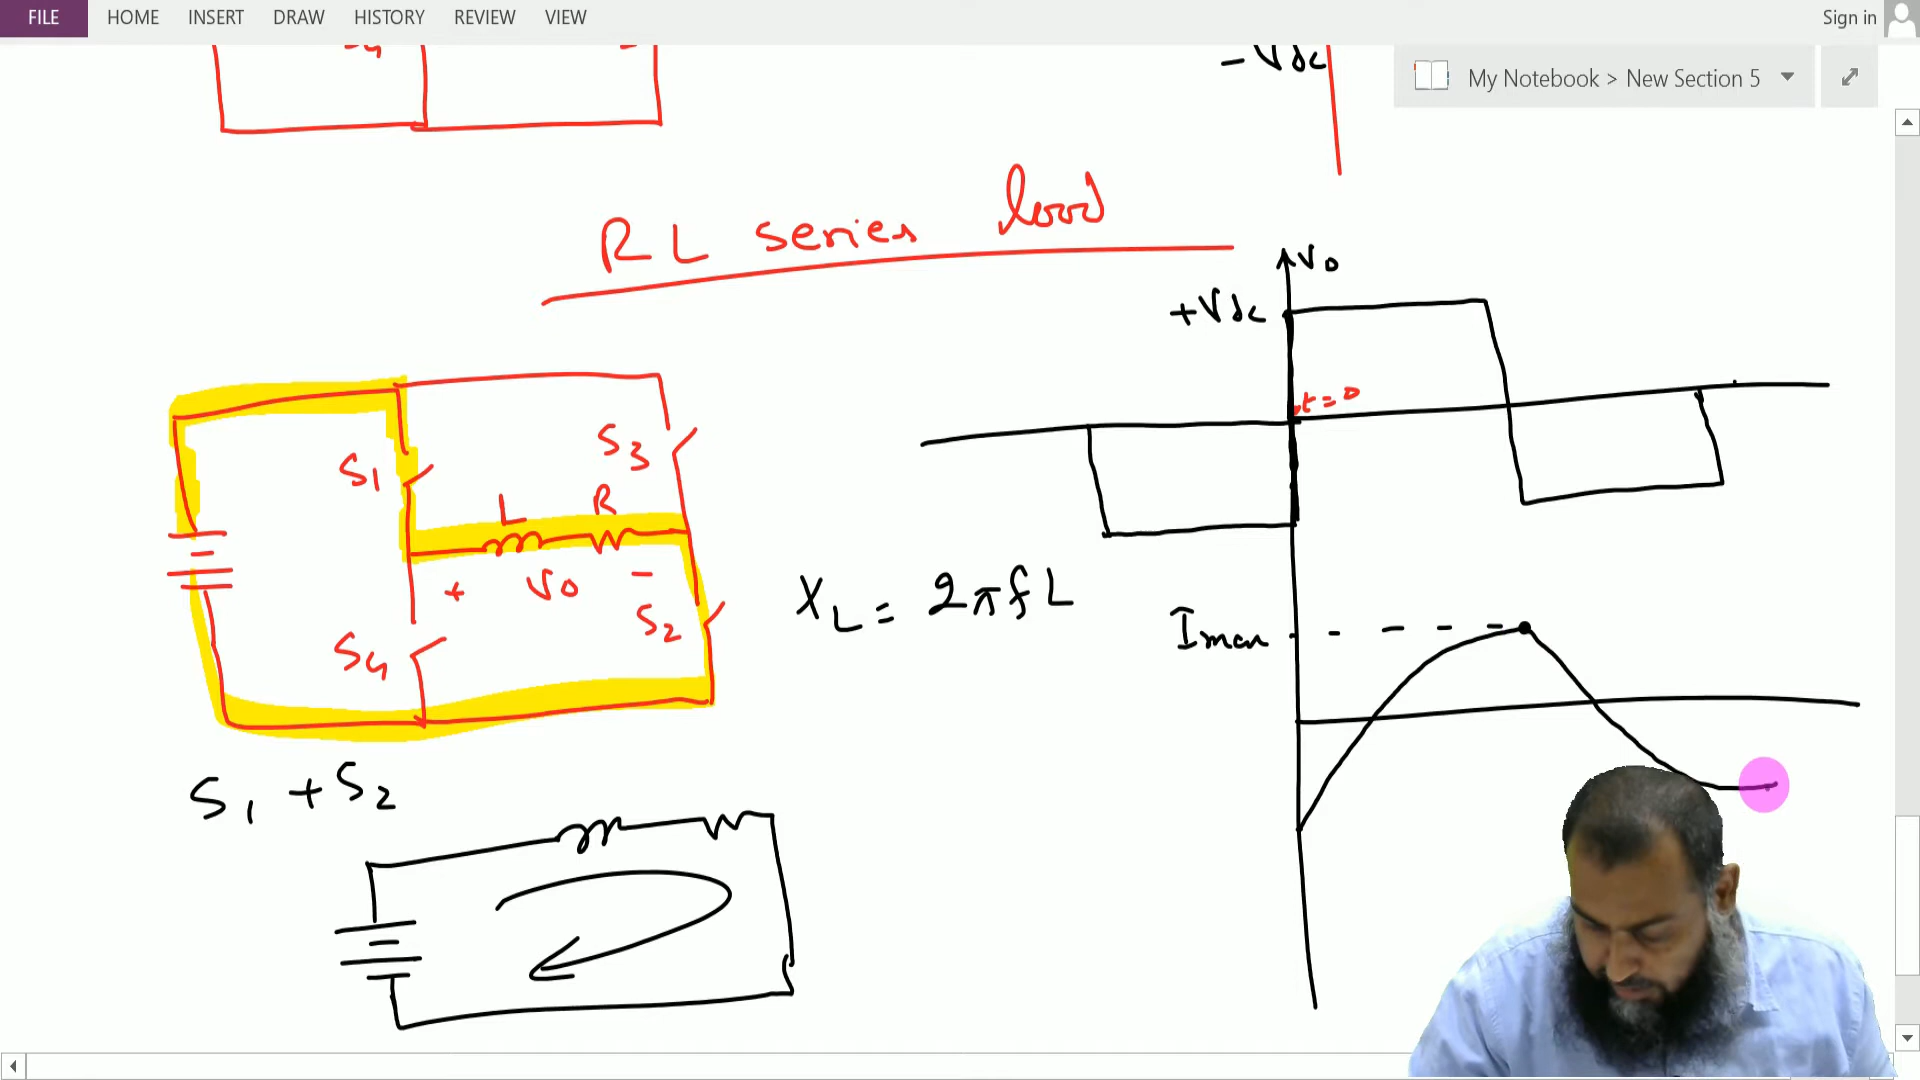 FILE HOME INSERT DRAW HISTORY REVIEW VIEW Sign in
S4
- Vdc
My Notebook > New Section 5
RL series load
Vo
+Vdc
t=0
S1
S3
L R
+ Vo -
S4
S2
XL = 2πfL
Imax
S1 + S2